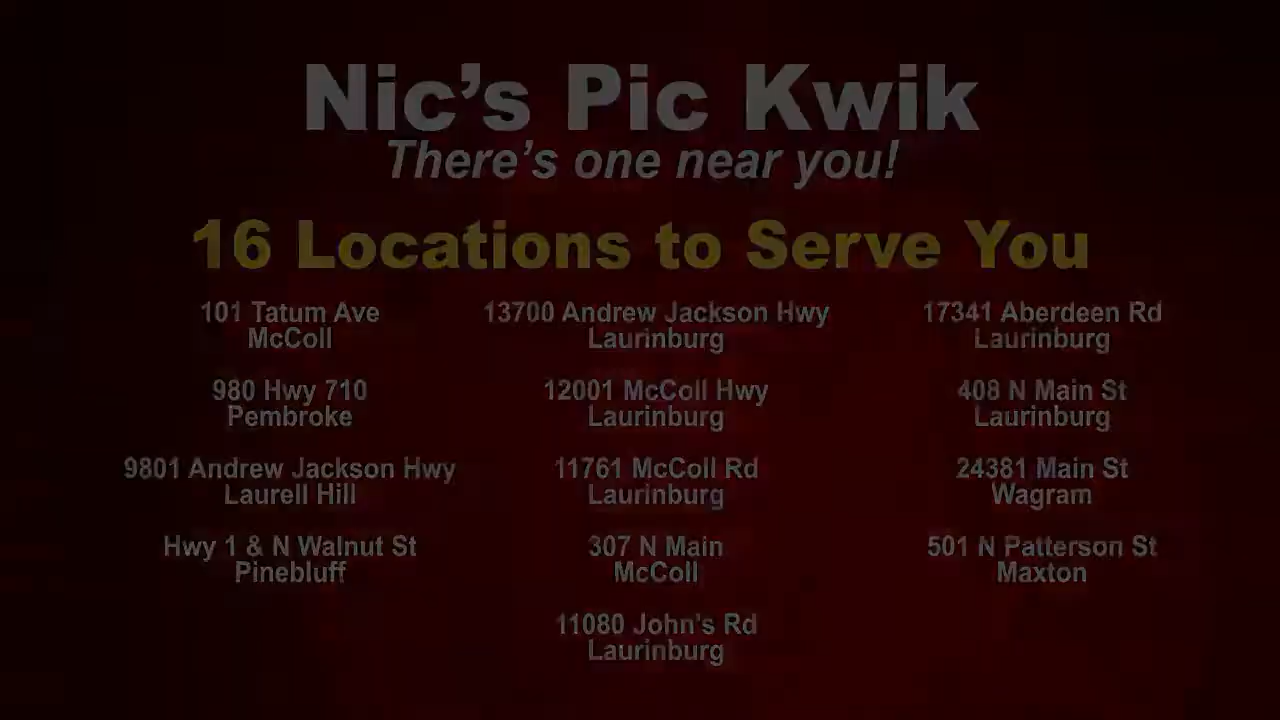 Nic's Pic Kwik
There's one near you!
16 Locations to Serve You
101 Tatum Ave
McColl
980 Hwy 710
Pembroke
9801 Andrew Jackson Hwy
Laurell Hill
Hwy 1 & N Walnut St
Pinebluff
13700 Andrew Jackson Hwy
Laurinburg
12001 McColl Hwy
Laurinburg
11761 McColl Rd
Laurinburg
307 N Main
McColl
11080 John's Rd
Laurinburg
17341 Aberdeen Rd
Laurinburg
408 N Main St
Laurinburg
24381 Main St
Wagram
501 N Patterson St
Maxton